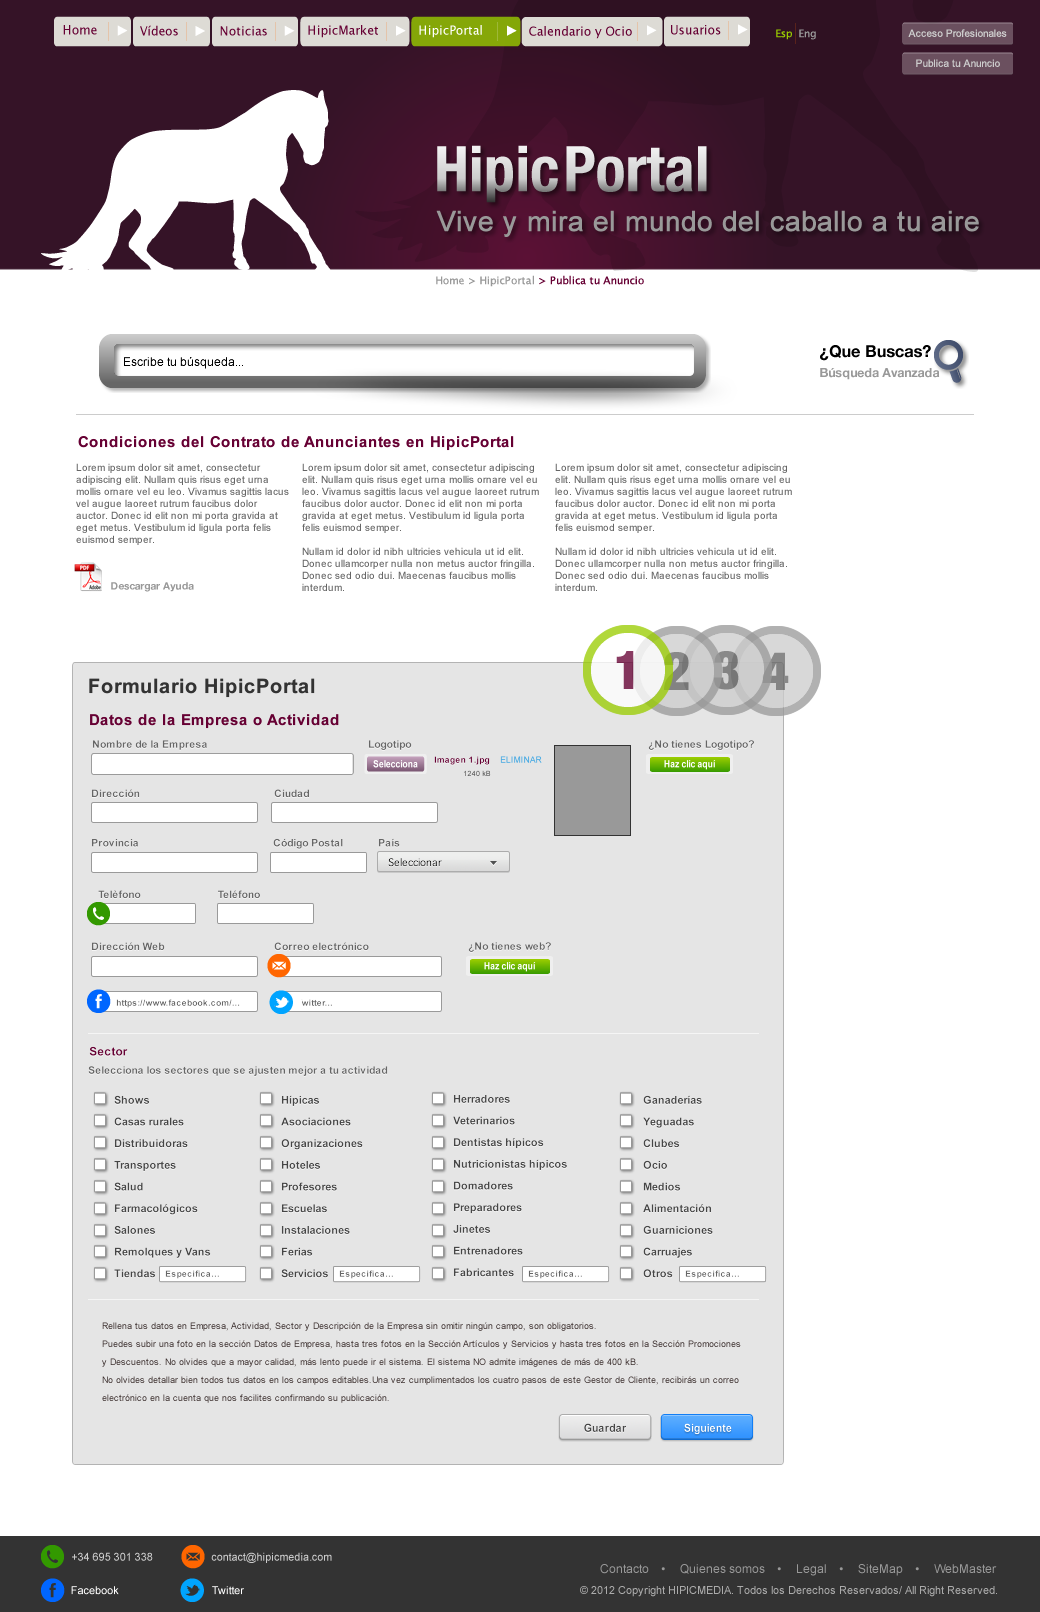 Home
Vídeos
Noticias
HipicMarket
HipicPortal
Calendario y Ocio
Usuarios
Esp Eng
Acceso Profesionales
Publica tu Anuncio
HipicPortal
Vive y mira el mundo del caballo a tu aire
Home > HipicPortal > Publica tu Anuncio
Escribe tu búsqueda...
¿Que Buscas?
Búsqueda Avanzada
Condiciones del Contrato de Anunciantes en HipicPortal
Lorem ipsum dolor sit amet, consectetur
adipiscing elit. Nullam quis risus eget urna
mollis ornare vel eu leo. Vivamus sagittis lacus
vel augue laoreet rutrum faucibus dolor
auctor. Donec id elit non mi porta gravida at
eget metus. Vestibulum id ligula porta felis
euismod semper.
PDF
Adobe
Descargar Ayuda
Lorem ipsum dolor sit amet, consectetur adipiscing
elit. Nullam quis risus eget urna mollis ornare vel eu
leo. Vivamus sagittis lacus vel augue laoreet rutrum
faucibus dolor auctor. Donec id elit non mi porta
gravida at eget metus. Vestibulum id ligula porta
felis euismod semper.
Nullam id dolor id nibh ultricies vehicula ut id elit.
Donec ullamcorper nulla non metus auctor fringilla.
Donec sed odio dui. Maecenas faucibus mollis
interdum.
Lorem ipsum dolor sit amet, consectetur adipiscing
elit. Nullam quis risus eget urna mollis ornare vel eu
leo. Vivamus sagittis lacus vel augue laoreet rutrum
faucibus dolor auctor. Donec id elit non mi porta
gravida at eget metus. Vestibulum id ligula porta
felis euismod semper.
Nullam id dolor id nibh ultricies vehicula ut id elit.
Donec ullamcorper nulla non metus auctor fringilla.
Donec sed odio dui. Maecenas faucibus mollis
interdum.
1 2 3 4
Formulario HipicPortal
Datos de la Empresa o Actividad
Nombre de la Empresa
Logotipo
Selecciona
Imagen 1.jpg
ELIMINAR
1240 kB
¿No tienes Logotipo?
Haz clic aquí
Dirección
Ciudad
Provincia
Código Postal
País
Seleccionar
Teléfono
Teléfono
Dirección Web
Correo electrónico
¿No tienes web?
Haz clic aquí
https://www.facebook.com/...
witter...
Sector
Selecciona los sectores que se ajusten mejor a tu actividad
Shows
Hípicas
Herradores
Ganaderías
Casas rurales
Asociaciones
Veterinarios
Yeguadas
Distribuidoras
Organizaciones
Dentistas hípicos
Clubes
Transportes
Hoteles
Nutricionistas hípicos
Ocio
Salud
Profesores
Domadores
Medios
Farmacológicos
Escuelas
Preparadores
Alimentación
Salones
Instalaciones
Jinetes
Guarniciones
Remolques y Vans
Ferias
Entrenadores
Carruajes
Tiendas Especifica...
Servicios Especifica...
Fabricantes Especifica...
Otros Especifica...
Rellena tus datos en Empresa, Actividad, Sector y Descripción de la Empresa sin omitir ningún campo, son obligatorios.
Puedes subir una foto en la sección Datos de Empresa, hasta tres fotos en la Sección Artículos y Servicios y hasta tres fotos en la Sección Promociones
y Descuentos. No olvides que a mayor calidad, más lento puede ir el sistema. El sistema NO admite imágenes de más de 400 kB.
No olvides detallar bien todos tus datos en los campos editables.Una vez cumplimentados los cuatro pasos de este Gestor de Cliente, recibirás un correo
electrónico en la cuenta que nos facilites confirmando su publicación.
Guardar
Siguiente
+34 695 301 338
contact@hipicmedia.com
Facebook
Twitter
Contacto • Quienes somos • Legal • SiteMap • WebMaster
© 2012 Copyright HIPICMEDIA. Todos los Derechos Reservados/ All Right Reserved.